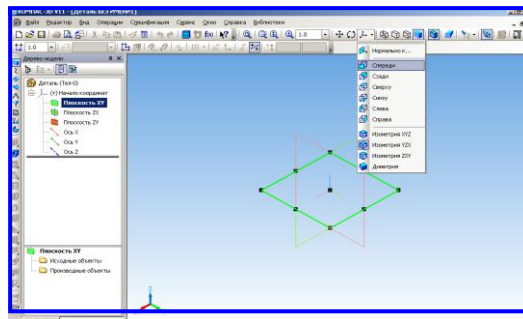 КОМПАС-3D V11 - [Деталь БЕЗ ИМЕНИ1]
Файл Редактор Вид Операции Спецификация Сервис Окно Справка Библиотеки
1.0
1.0
Дерево модели
Деталь (Тел-0)
(т) Начало координат
Плоскость XY
Плоскость ZX
Плоскость ZY
Ось X
Ось Y
Ось Z
Нормально к...
Спереди
Сзади
Сверху
Снизу
Слева
Справа
Изометрия XYZ
Изометрия YZX
Изометрия ZXY
Диметрия
Плоскость XY
Исходные объекты
Производные объекты